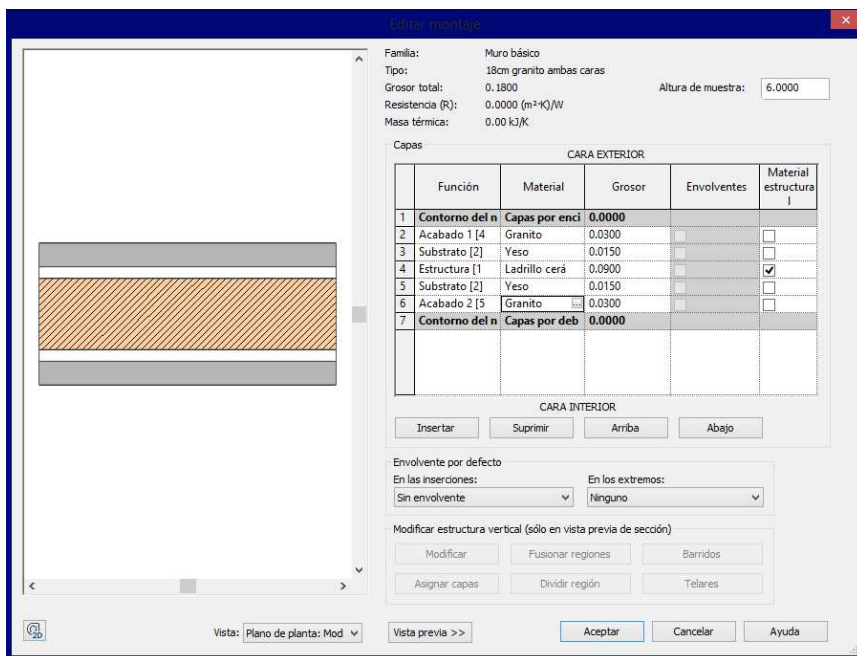 Editar montaje
Familia: Muro básico
Tipo: 18cm granito ambas caras
Grosor total: 0.1800 Altura de muestra: 6.0000
Resistencia (R): 0.0000 (m²·K)/W
Masa térmica: 0.00 kJ/K
Capas
CARA EXTERIOR
Función Material Grosor Envolventes Material estructural
1 Contorno del n Capas por enci 0.0000
2 Acabado 1 [4 Granito 0.0300
3 Substrato [2] Yeso 0.0150
4 Estructura [1 Ladrillo cerá 0.0900
5 Substrato [2] Yeso 0.0150
6 Acabado 2 [5 Granito ... 0.0300
7 Contorno del n Capas por deb 0.0000
CARA INTERIOR
Insertar Suprimir Arriba Abajo
Envolvente por defecto
En las inserciones: En los extremos:
Sin envolvente Ninguno
Modificar estructura vertical (sólo en vista previa de sección)
Modificar Fusionar regiones Barridos
Asignar capas Dividir región Telares
2D Vista: Plano de planta: Mod Vista previa >> Aceptar Cancelar Ayuda